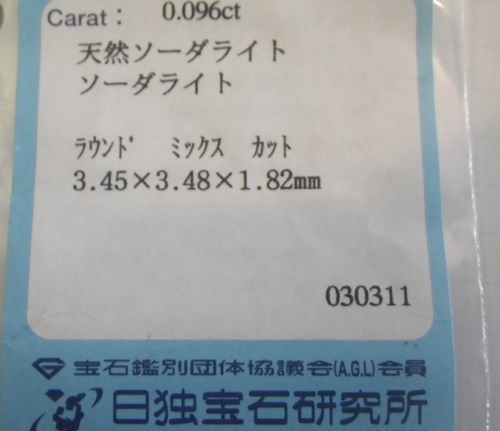 Carat: 0.096ct
天然ソーダライト
ソーダライト
ﾗｳﾝﾄﾞ ﾐｯｸｽ ｶｯﾄ
3.45×3.48×1.82mm
030311
宝石鑑別団体協議会(A.G.L)会員
日独宝石研究所